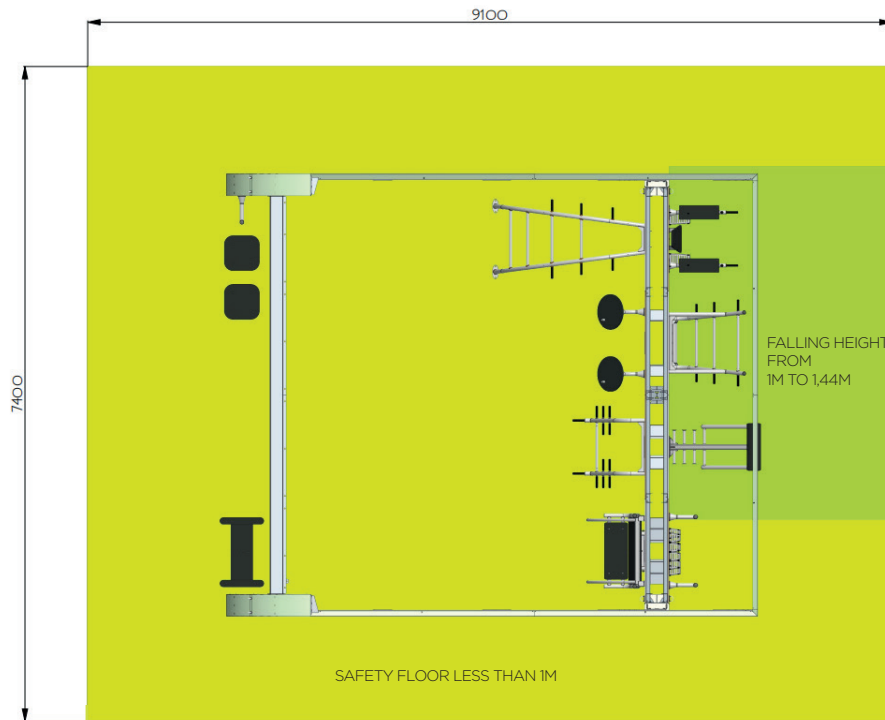 9100
7400
FALLING HEIGHT
FROM
1M TO 1,44M
SAFETY FLOOR LESS THAN 1M